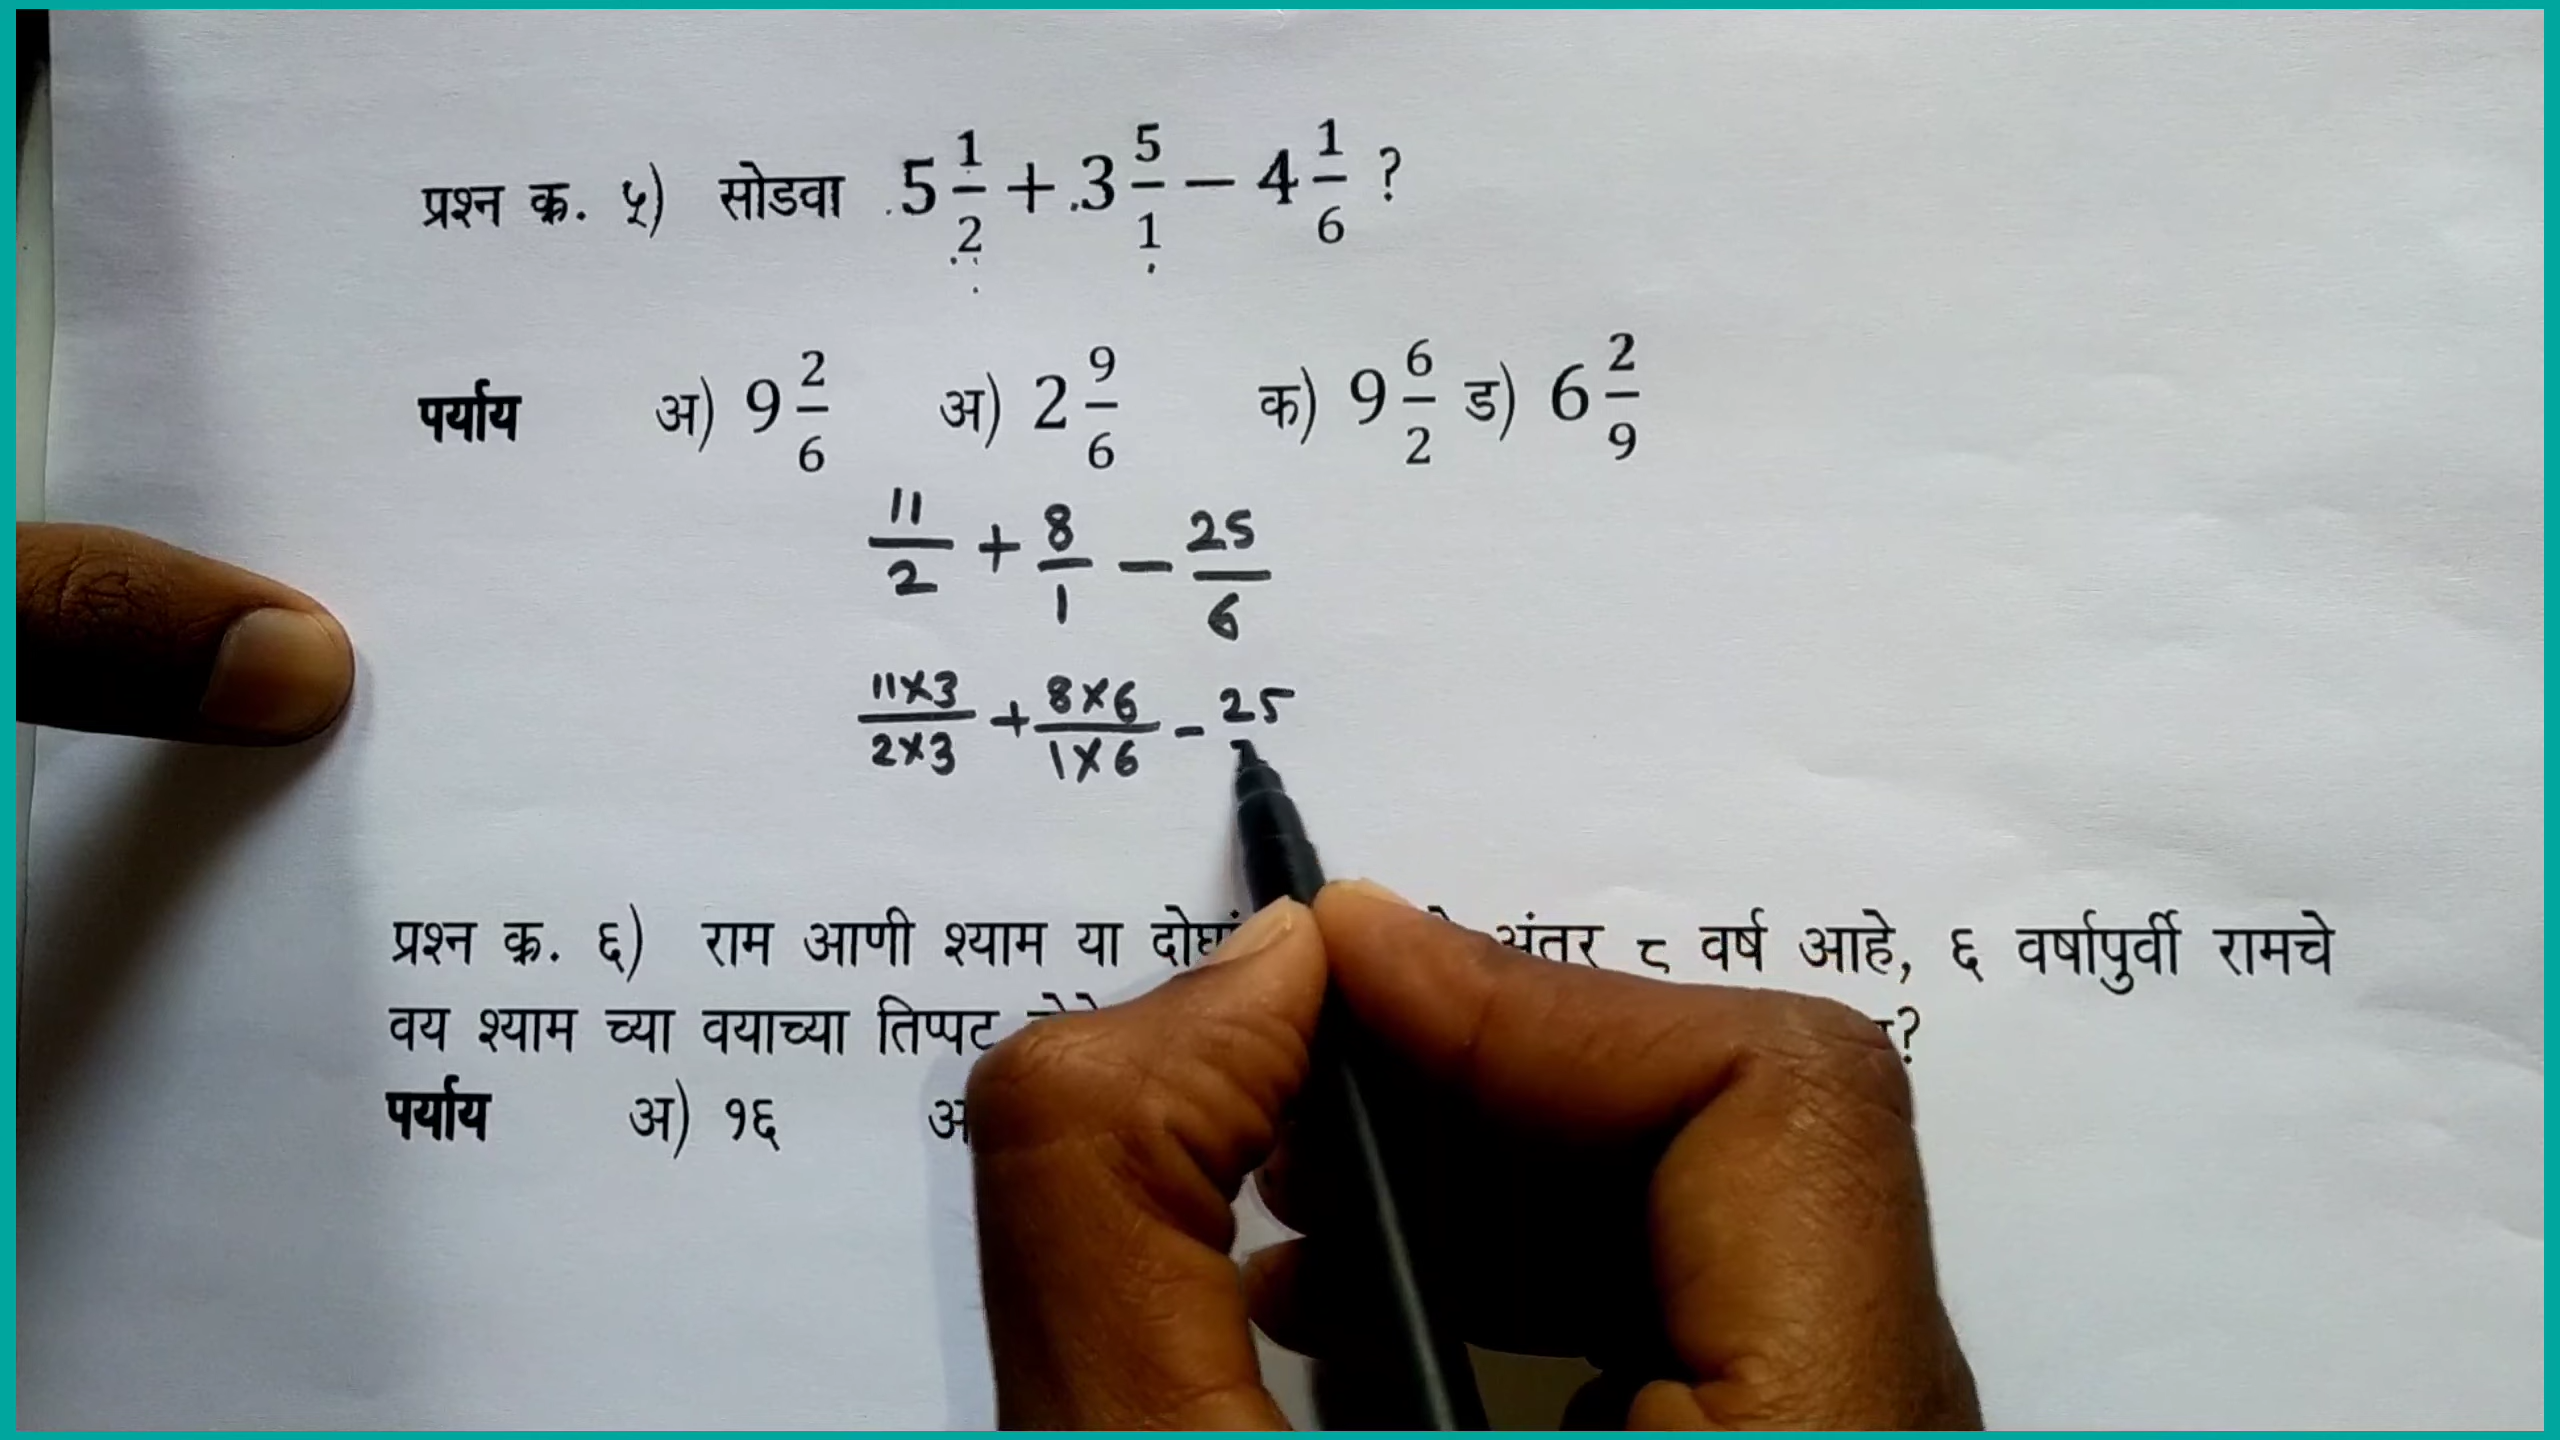 प्रश्न क्र. ५) सोडवा 5 1/2 + 3 5/1 − 4 1/6 ?
पर्याय अ) 9 2/6 अ) 2 9/6 क) 9 6/2 ड) 6 2/9
11/2 + 8/1 − 25/6
11×3/2×3 + 8×6/1×6 - 25
प्रश्न क्र. ६) राम आणी श्याम या अंतर ८ वर्ष आहे, ६ वर्षापुर्वी रामचे
वय श्याम च्या वयाच्या तिप्पट ?
पर्याय अ) १६ अ